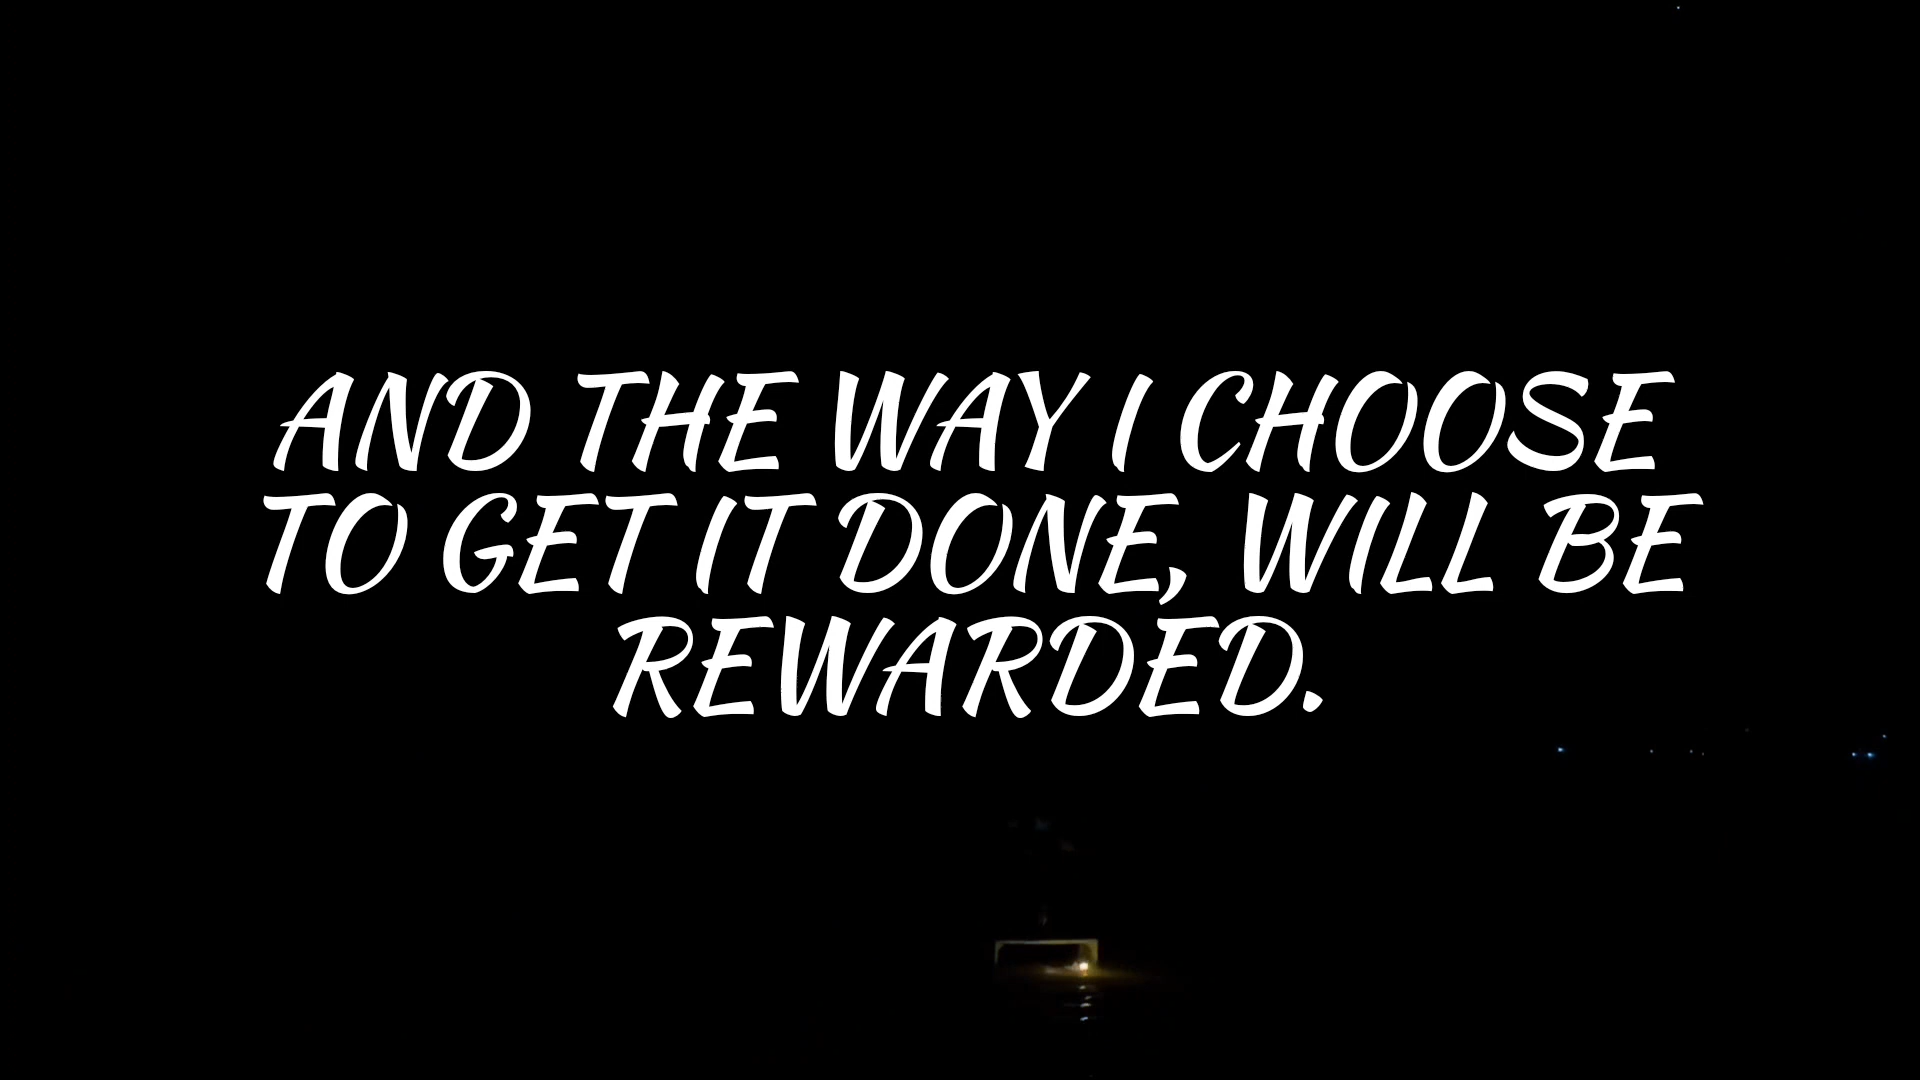 AND THE WAY I CHOOSE
TO GET IT DONE, WILL BE
REWARDED.